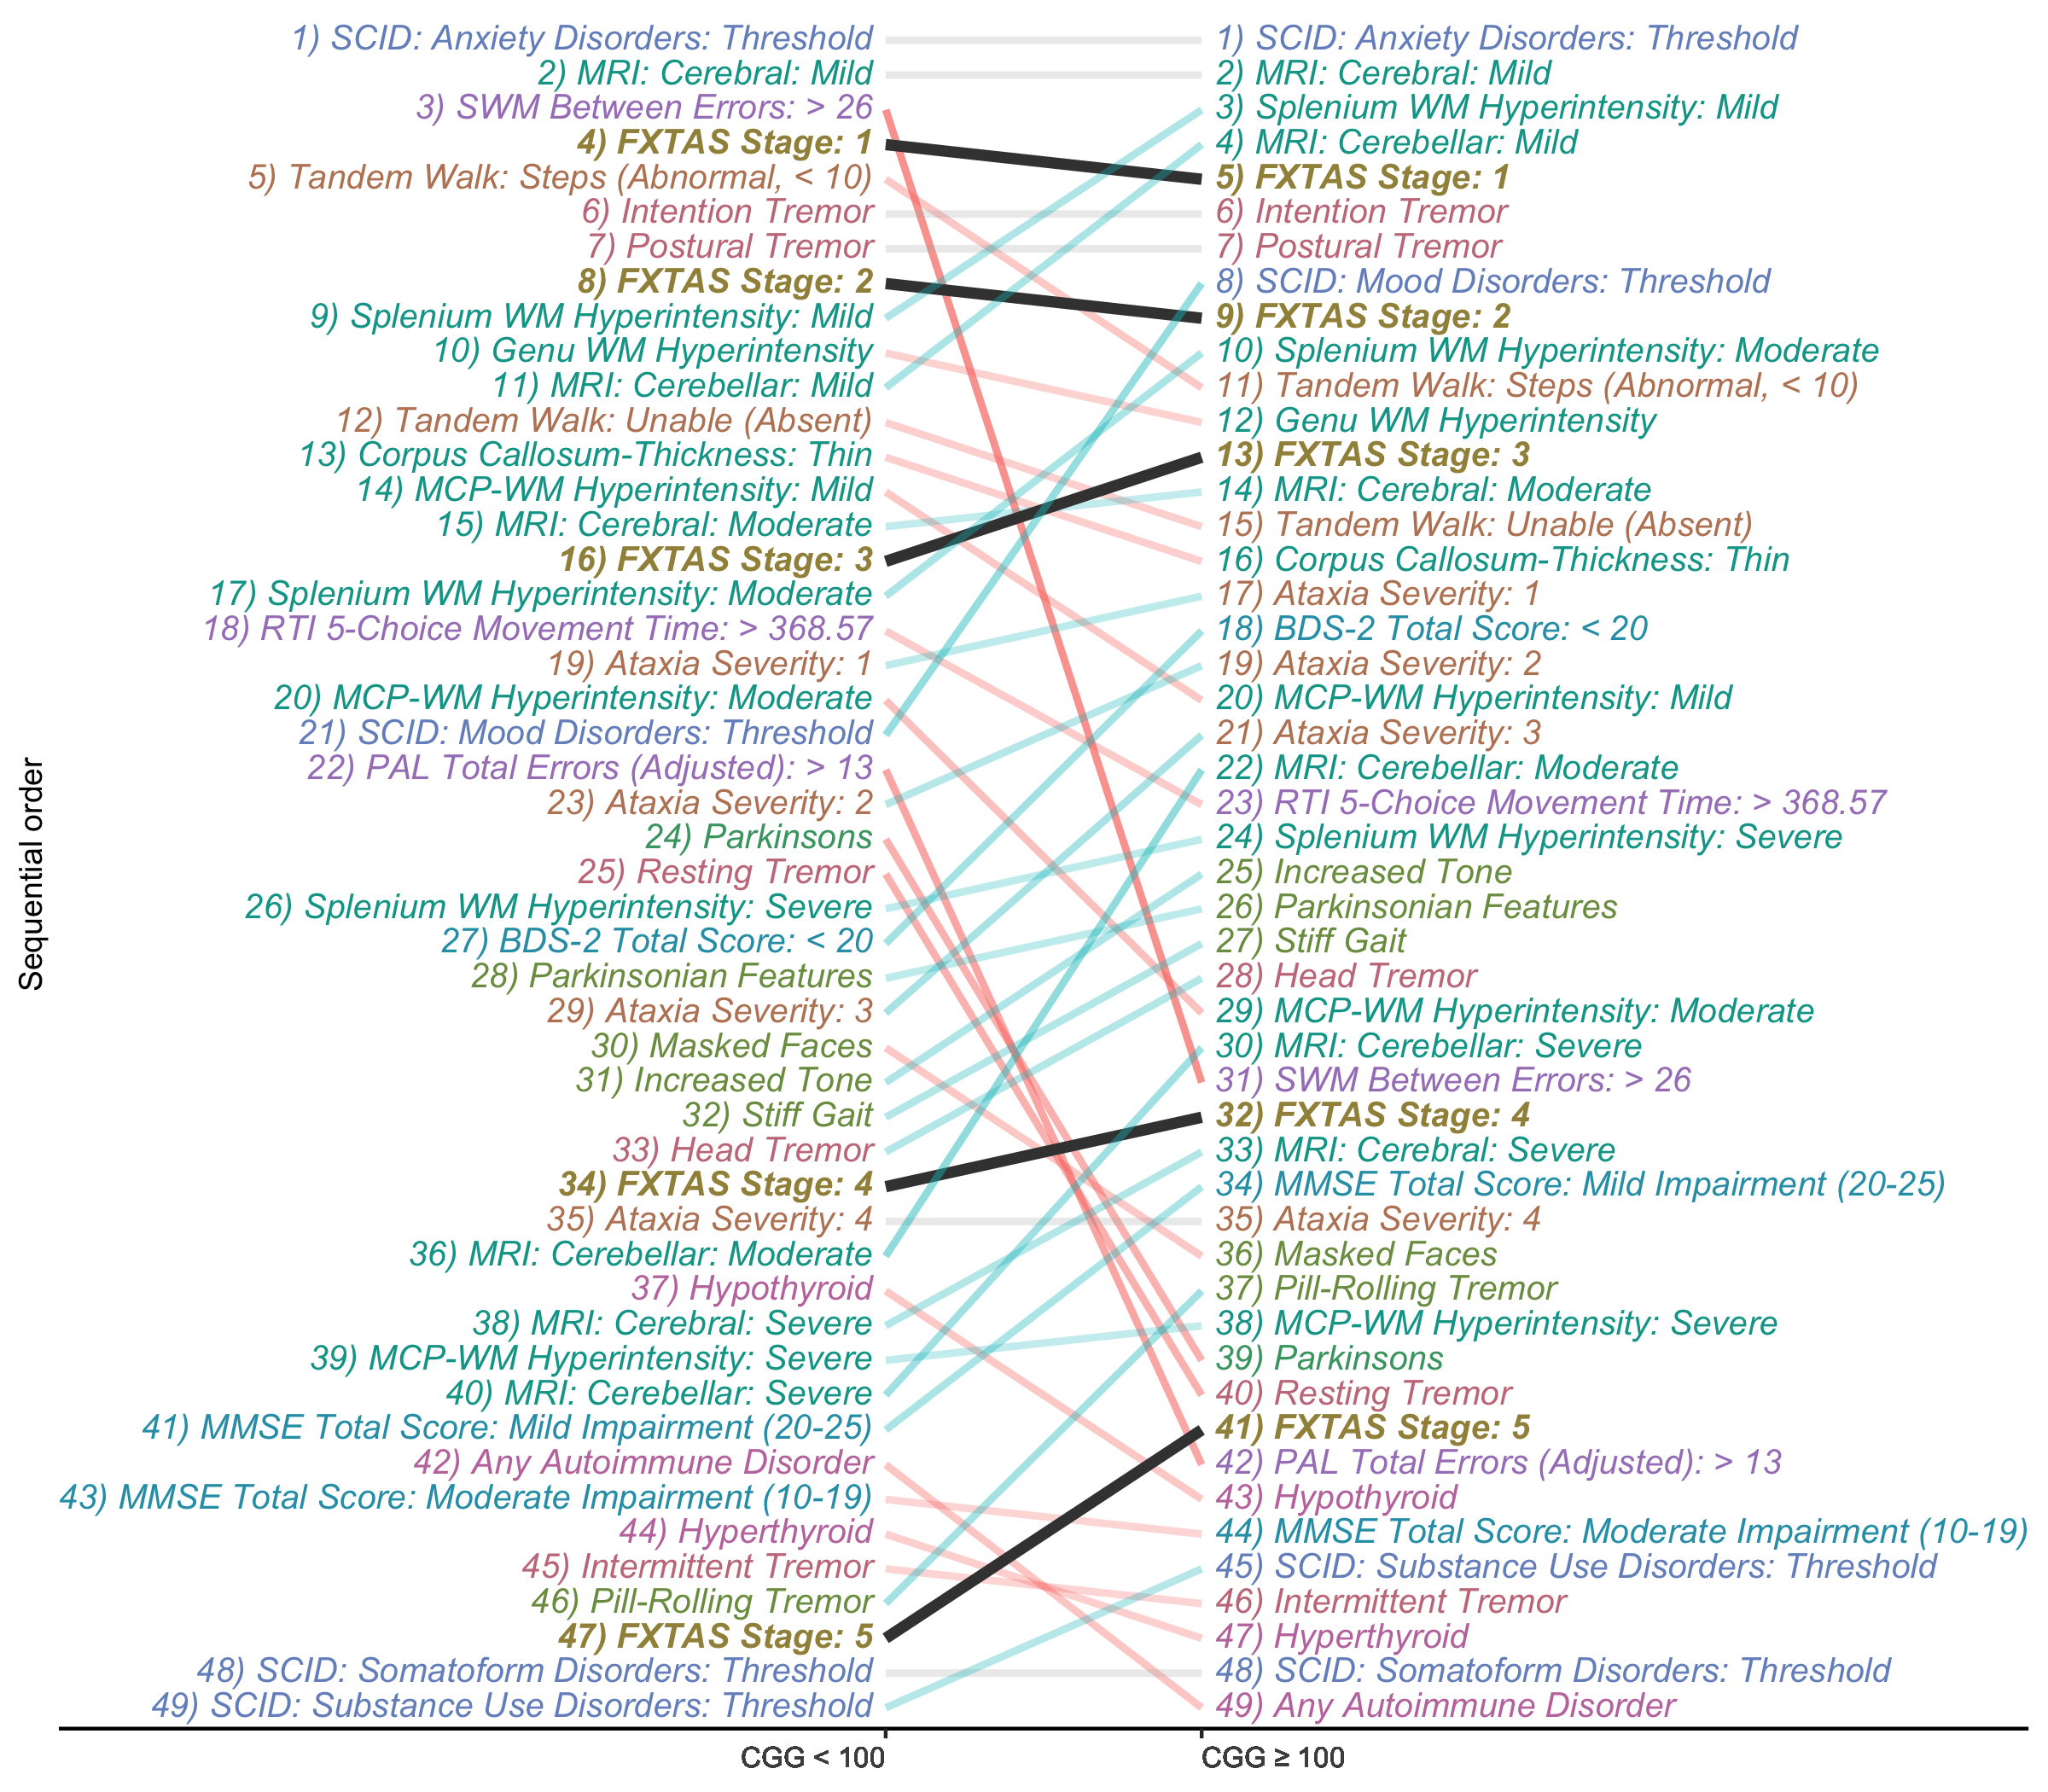 Sequential order
1) SCID: Anxiety Disorders: Threshold
2) MRI: Cerebral: Mild
3) SWM Between Errors: > 26
4) FXTAS Stage: 1
5) Tandem Walk: Steps (Abnormal, < 10)
6) Intention Tremor
7) Postural Tremor
8) FXTAS Stage: 2
9) Splenium WM Hyperintensity: Mild
10) Genu WM Hyperintensity
11) MRI: Cerebellar: Mild
12) Tandem Walk: Unable (Absent)
13) Corpus Callosum-Thickness: Thin
14) MCP-WM Hyperintensity: Mild
15) MRI: Cerebral: Moderate
16) FXTAS Stage: 3
17) Splenium WM Hyperintensity: Moderate
18) RTI 5-Choice Movement Time: > 368.57
19) Ataxia Severity: 1
20) MCP-WM Hyperintensity: Moderate
21) SCID: Mood Disorders: Threshold
22) PAL Total Errors (Adjusted): > 13
23) Ataxia Severity: 2
24) Parkinsons
25) Resting Tremor
26) Splenium WM Hyperintensity: Severe
27) BDS-2 Total Score: < 20
28) Parkinsonian Features
29) Ataxia Severity: 3
30) Masked Faces
31) Increased Tone
32) Stiff Gait
33) Head Tremor
34) FXTAS Stage: 4
35) Ataxia Severity: 4
36) MRI: Cerebellar: Moderate
37) Hypothyroid
38) MRI: Cerebral: Severe
39) MCP-WM Hyperintensity: Severe
40) MRI: Cerebellar: Severe
41) MMSE Total Score: Mild Impairment (20-25)
42) Any Autoimmune Disorder
43) MMSE Total Score: Moderate Impairment (10-19)
44) Hyperthyroid
45) Intermittent Tremor
46) Pill-Rolling Tremor
47) FXTAS Stage: 5
48) SCID: Somatoform Disorders: Threshold
49) SCID: Substance Use Disorders: Threshold
1) SCID: Anxiety Disorders: Threshold
2) MRI: Cerebral: Mild
3) Splenium WM Hyperintensity: Mild
4) MRI: Cerebellar: Mild
5) FXTAS Stage: 1
6) Intention Tremor
7) Postural Tremor
8) SCID: Mood Disorders: Threshold
9) FXTAS Stage: 2
10) Splenium WM Hyperintensity: Moderate
11) Tandem Walk: Steps (Abnormal, < 10)
12) Genu WM Hyperintensity
13) FXTAS Stage: 3
14) MRI: Cerebral: Moderate
15) Tandem Walk: Unable (Absent)
16) Corpus Callosum-Thickness: Thin
17) Ataxia Severity: 1
18) BDS-2 Total Score: < 20
19) Ataxia Severity: 2
20) MCP-WM Hyperintensity: Mild
21) Ataxia Severity: 3
22) MRI: Cerebellar: Moderate
23) RTI 5-Choice Movement Time: > 368.57
24) Splenium WM Hyperintensity: Severe
25) Increased Tone
26) Parkinsonian Features
27) Stiff Gait
28) Head Tremor
29) MCP-WM Hyperintensity: Moderate
30) MRI: Cerebellar: Severe
31) SWM Between Errors: > 26
32) FXTAS Stage: 4
33) MRI: Cerebral: Severe
34) MMSE Total Score: Mild Impairment (20-25)
35) Ataxia Severity: 4
36) Masked Faces
37) Pill-Rolling Tremor
38) MCP-WM Hyperintensity: Severe
39) Parkinsons
40) Resting Tremor
41) FXTAS Stage: 5
42) PAL Total Errors (Adjusted): > 13
43) Hypothyroid
44) MMSE Total Score: Moderate Impairment (10-19)
45) SCID: Substance Use Disorders: Threshold
46) Intermittent Tremor
47) Hyperthyroid
48) SCID: Somatoform Disorders: Threshold
49) Any Autoimmune Disorder
CGG < 100
CGG ≥ 100